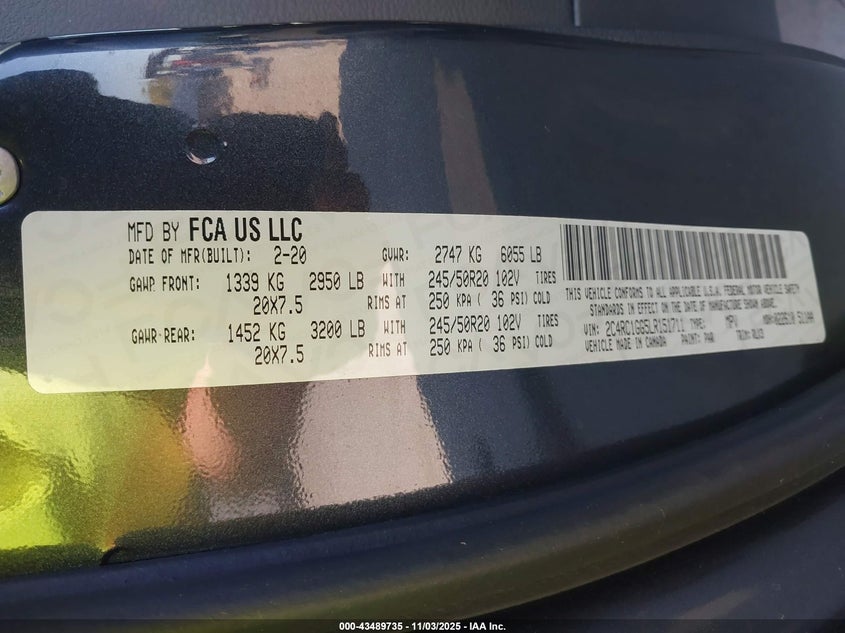 MFD BY FCA US LLC
DATE OF MFR(BUILT): 2-20 GVWR: 2747 KG 6055 LB
GAWR FRONT: 1339 KG 2950 LB WITH 245/50R20 102V TIRES
20X7.5 RIMS AT 250 KPA ( 36 PSI) COLD
GAWR REAR: 1452 KG 3200 LB WITH 245/50R20 102V TIRES
20X7.5 RIMS AT 250 KPA ( 36 PSI) COLD
THIS VEHICLE CONFORMS TO ALL APPLICABLE U.S.A. FEDERAL MOTOR VEHICLE SAFETY
STANDARDS IN EFFECT ON THE DATE OF MANUFACTURE SHOWN ABOVE.
VIN: 2C4RC1GG5LR151711 TYPE: MPV
VEHICLE MADE IN CANADA PAINT: PAR TRIM:
000-43489735 - 11/03/2025 - IAA Inc.